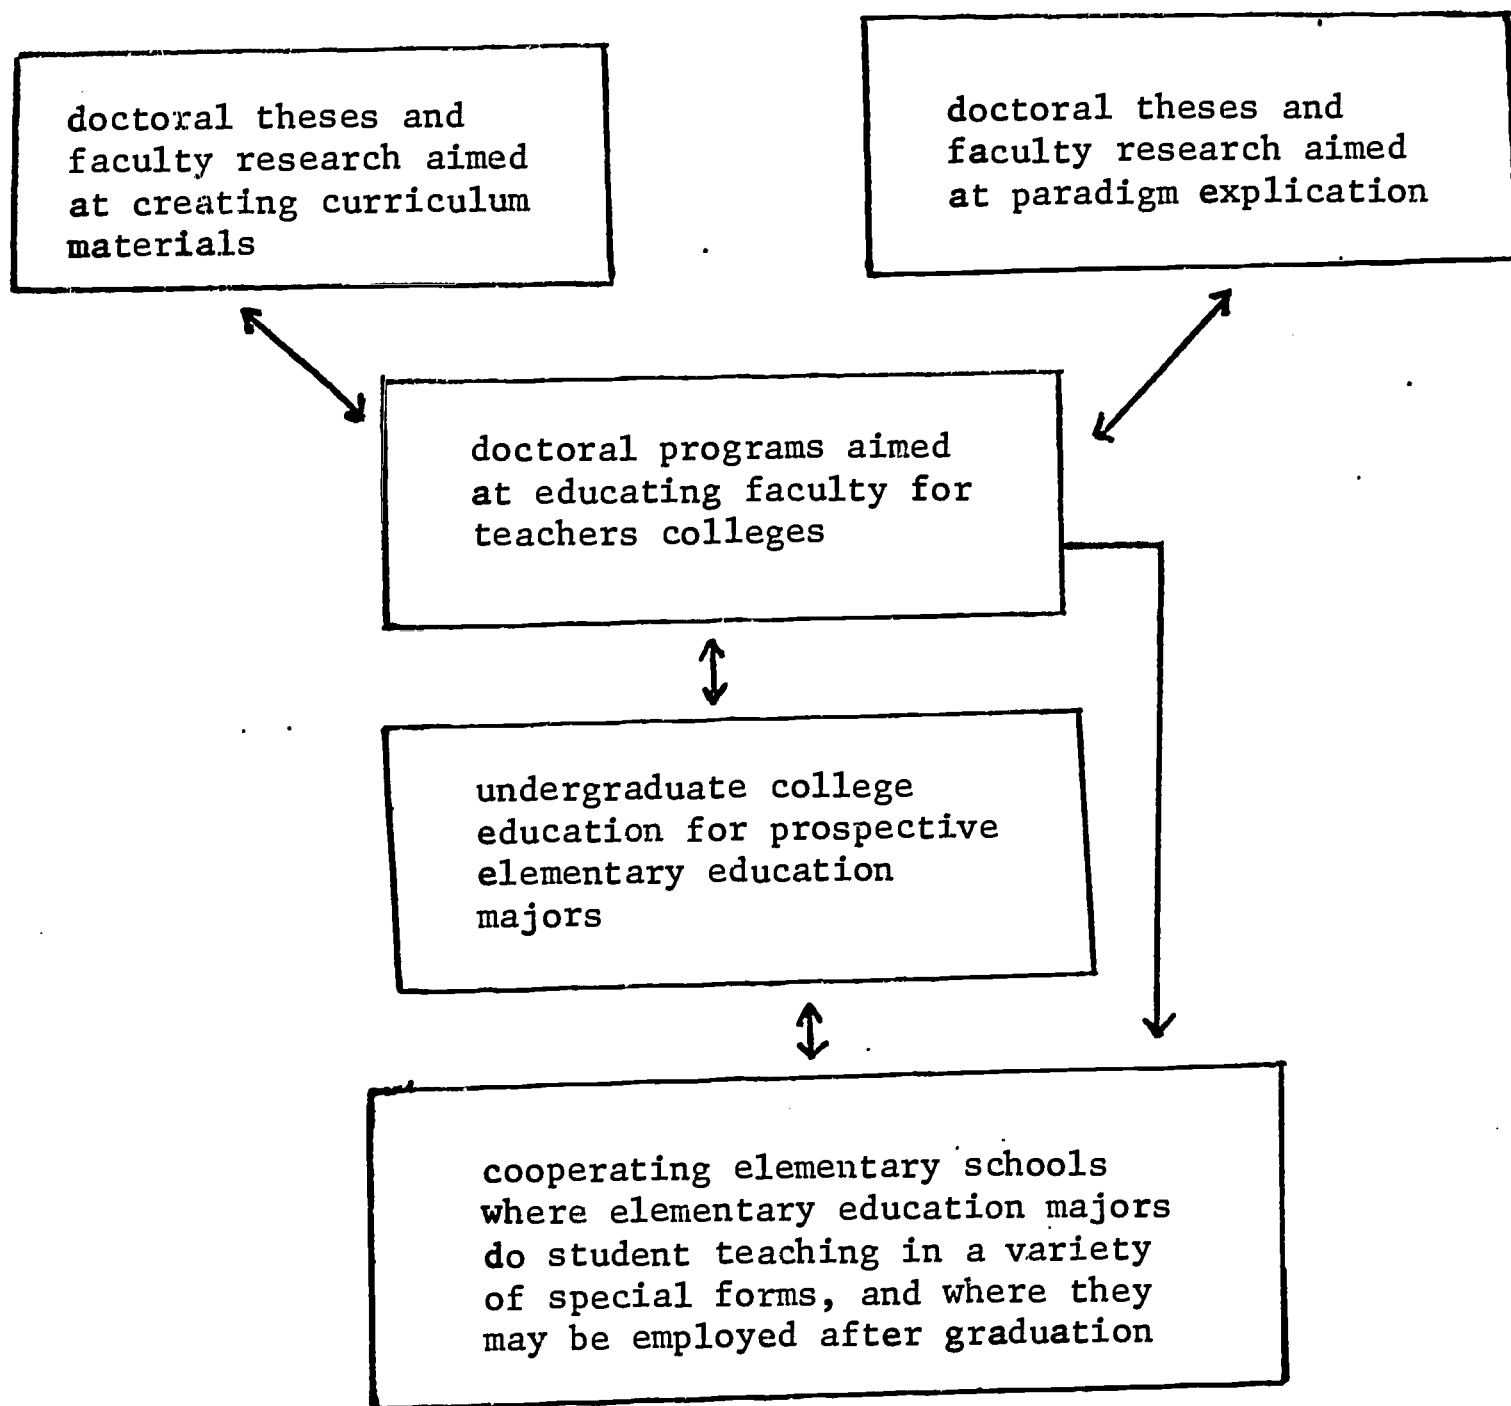 doctoral theses and
faculty research aimed
at creating curriculum
materials
doctoral theses and
faculty research aimed
at paradigm explication
doctoral programs aimed
at educating faculty for
teachers colleges
undergraduate college
education for prospective
elementary education
majors
cooperating elementary schools
where elementary education majors
do student teaching in a variety
of special forms, and where they
may be employed after graduation